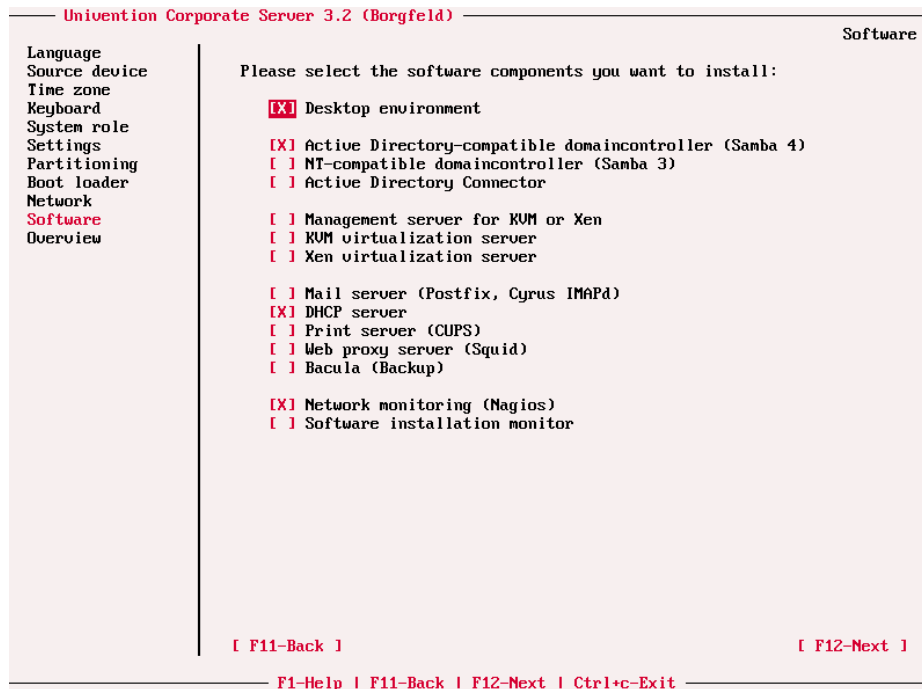 Univention Corporate Server 3.2 (Borgfeld)
Software
Language
Source device
Time zone
Keyboard
System role
Settings
Partitioning
Boot loader
Network
Software
Overview
Please select the software components you want to install:
[X] Desktop environment
[X] Active Directory-compatible domaincontroller (Samba 4)
[ ] NT-compatible domaincontroller (Samba 3)
[ ] Active Directory Connector
[ ] Management server for KVM or Xen
[ ] KVM virtualization server
[ ] Xen virtualization server
[ ] Mail server (Postfix, Cyrus IMAPd)
[X] DHCP server
[ ] Print server (CUPS)
[ ] Web proxy server (Squid)
[ ] Bacula (Backup)
[X] Network monitoring (Nagios)
[ ] Software installation monitor
[ F11-Back ]
[ F12-Next ]
F1-Help | F11-Back | F12-Next | Ctrl+c-Exit